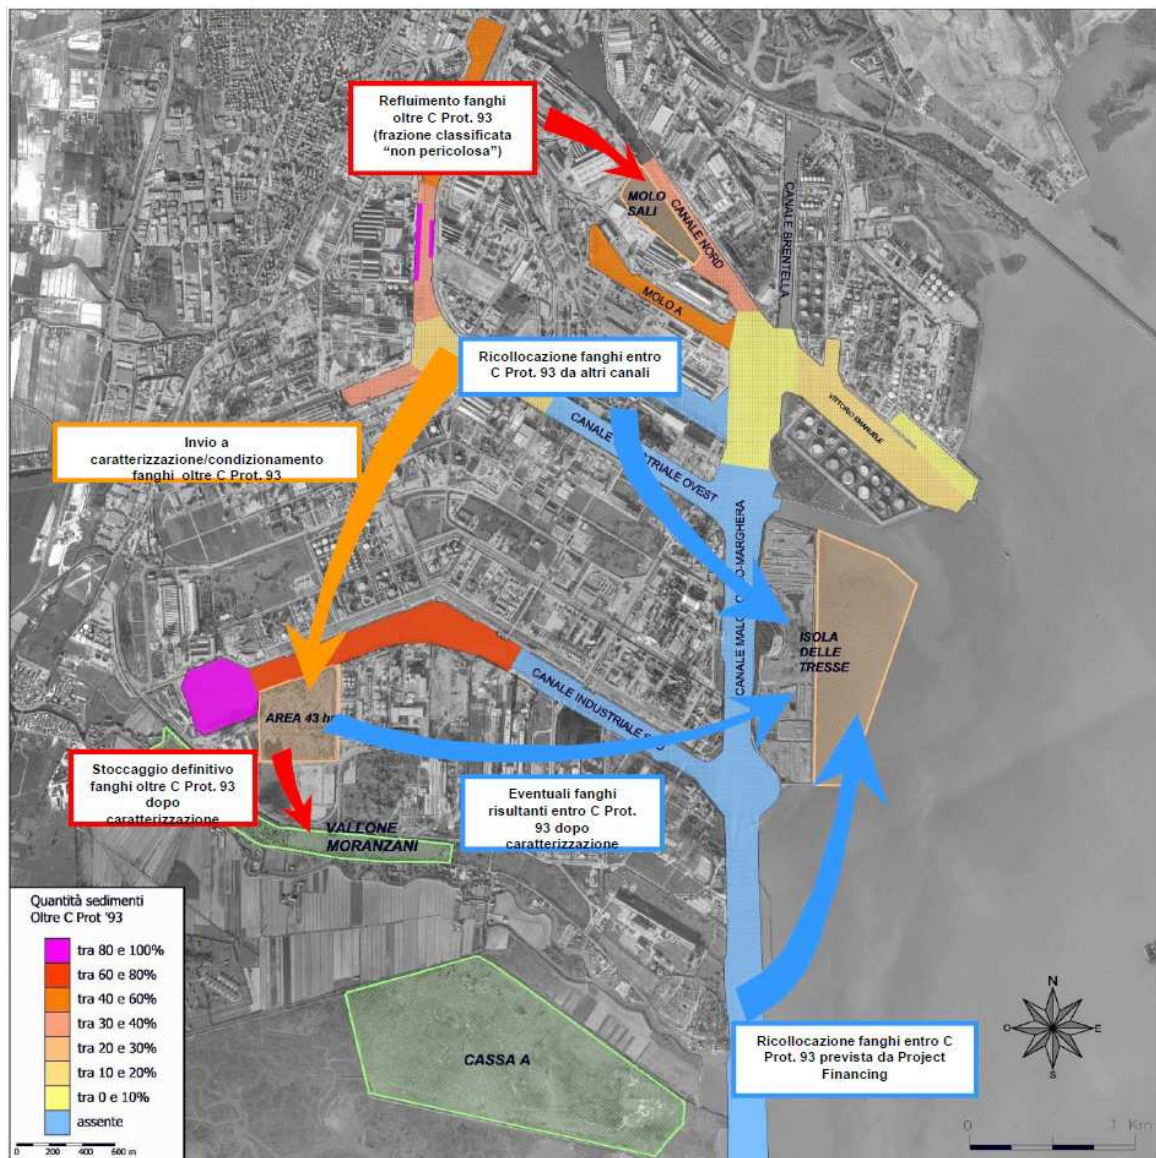 Refluimento fanghi
oltre C Prot. 93
(frazione classificata
“non pericolosa”)
MOLO
SALI
CANALE NORD
CANALE BRENTELLA
MOLO A
Ricollocazione fanghi entro
C Prot. 93 da altri canali
VITTORIO EMANUELE
Invio a
caratterizzazione/condizionamento
fanghi oltre C Prot. 93
CANALE
STRIALE OVEST
CANALE MALO
O-MARGHERA
ISOLA
DELLE
TRESSE
CANALE INDUSTRIALE
AREA 43 ha
Stoccaggio definitivo
fanghi oltre C Prot. 93
dopo
caratterizzazione
Eventuali fanghi
risultanti entro C Prot.
93 dopo
caratterizzazione
VALLONE
MORANZANI
CASSA A
Ricollocazione fanghi entro C
Prot. 93 prevista da Project
Financing
Quantità sedimenti
Oltre C Prot '93
tra 80 e 100%
tra 60 e 80%
tra 40 e 60%
tra 30 e 40%
tra 20 e 30%
tra 10 e 20%
tra 0 e 10%
assente
0 200 400 600 m
N
O E
S
0 1 Km